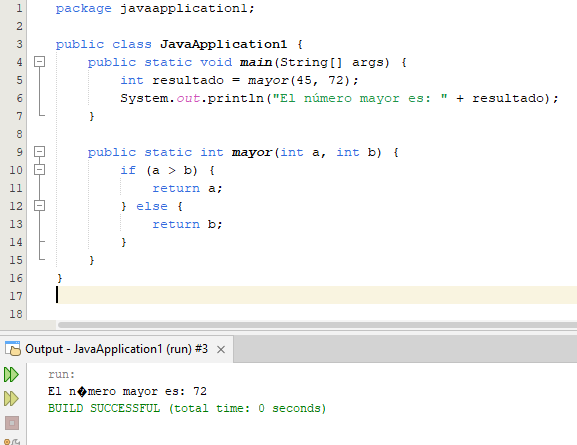 1 package javaapplication1;
2
3 public class JavaApplication1 {
4 public static void main(String[] args) {
5 int resultado = mayor(45, 72);
6 System.out.println("El número mayor es: " + resultado);
7 }
8
9 public static int mayor(int a, int b) {
10 if (a > b) {
11 return a;
12 } else {
13 return b;
14 }
15 }
16 }
17
18
Output - JavaApplication1 (run) #3 ×
run:
El n�mero mayor es: 72
BUILD SUCCESSFUL (total time: 0 seconds)